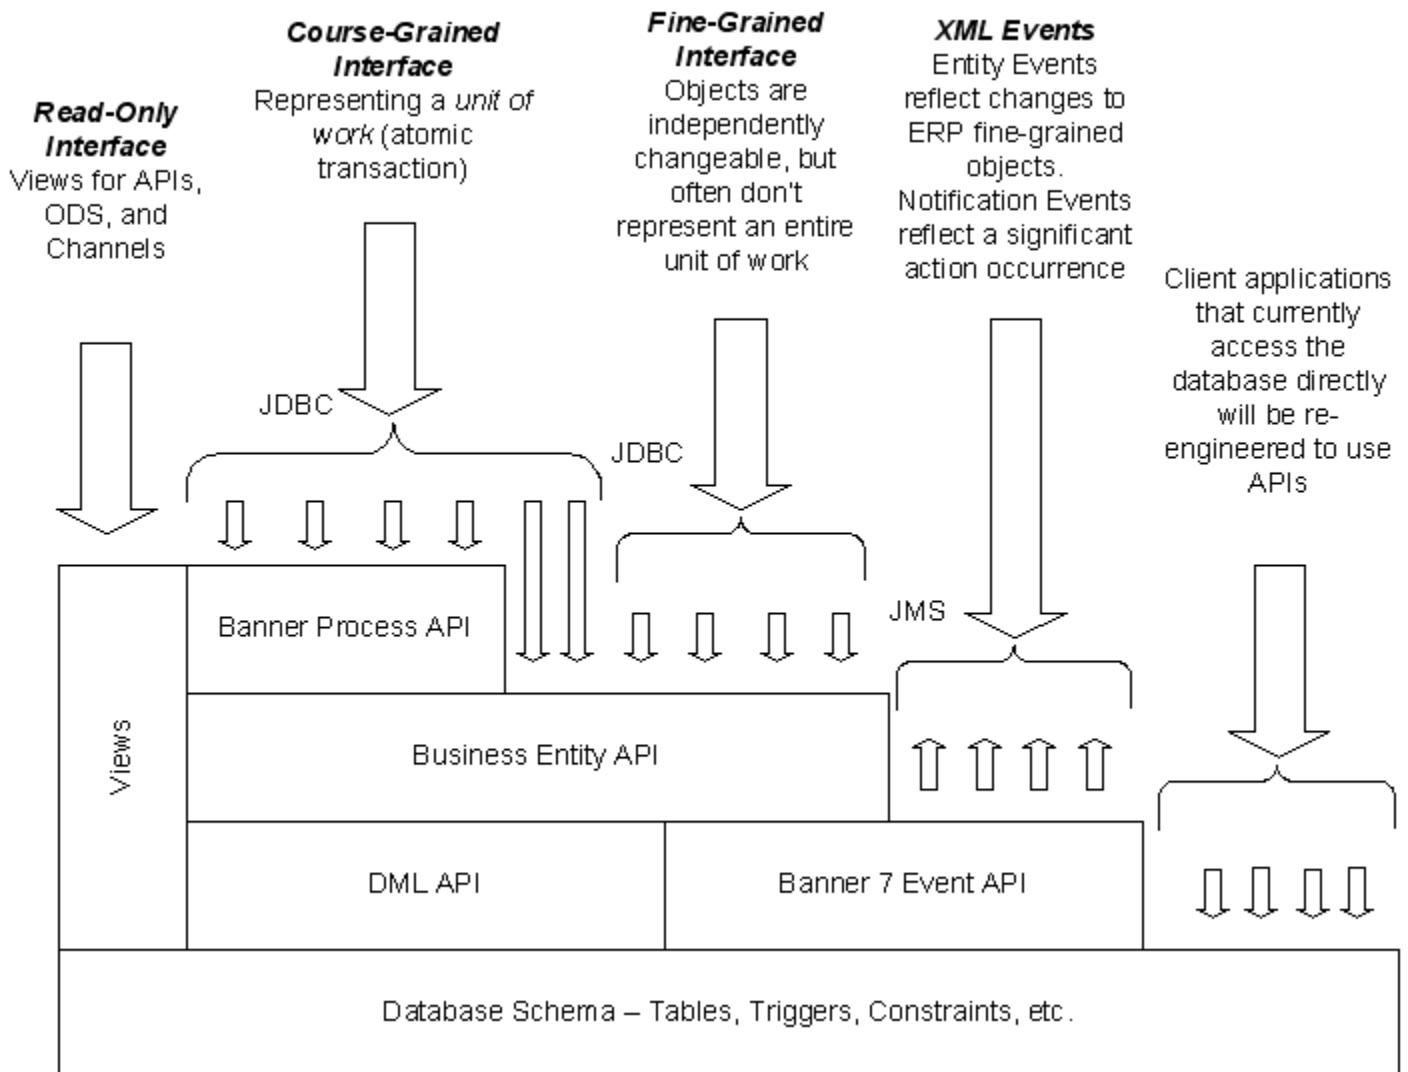 Read-Only
Interface
Views for APIs,
ODS, and
Channels
Course-Grained
Interface
Representing a unit of
work (atomic
transaction)
Fine-Grained
Interface
Objects are
independently
changeable, but
often don't
represent an entire
unit of work
XML Events
Entity Events
reflect changes to
ERP fine-grained
objects.
Notification Events
reflect a significant
action occurrence
Client applications
that currently
access the
database directly
will be re-
engineered to use
APIs
JDBC
JDBC
JMS
Banner Process API
Views
Business Entity API
DML API
Banner 7 Event API
Database Schema – Tables, Triggers, Constraints, etc.